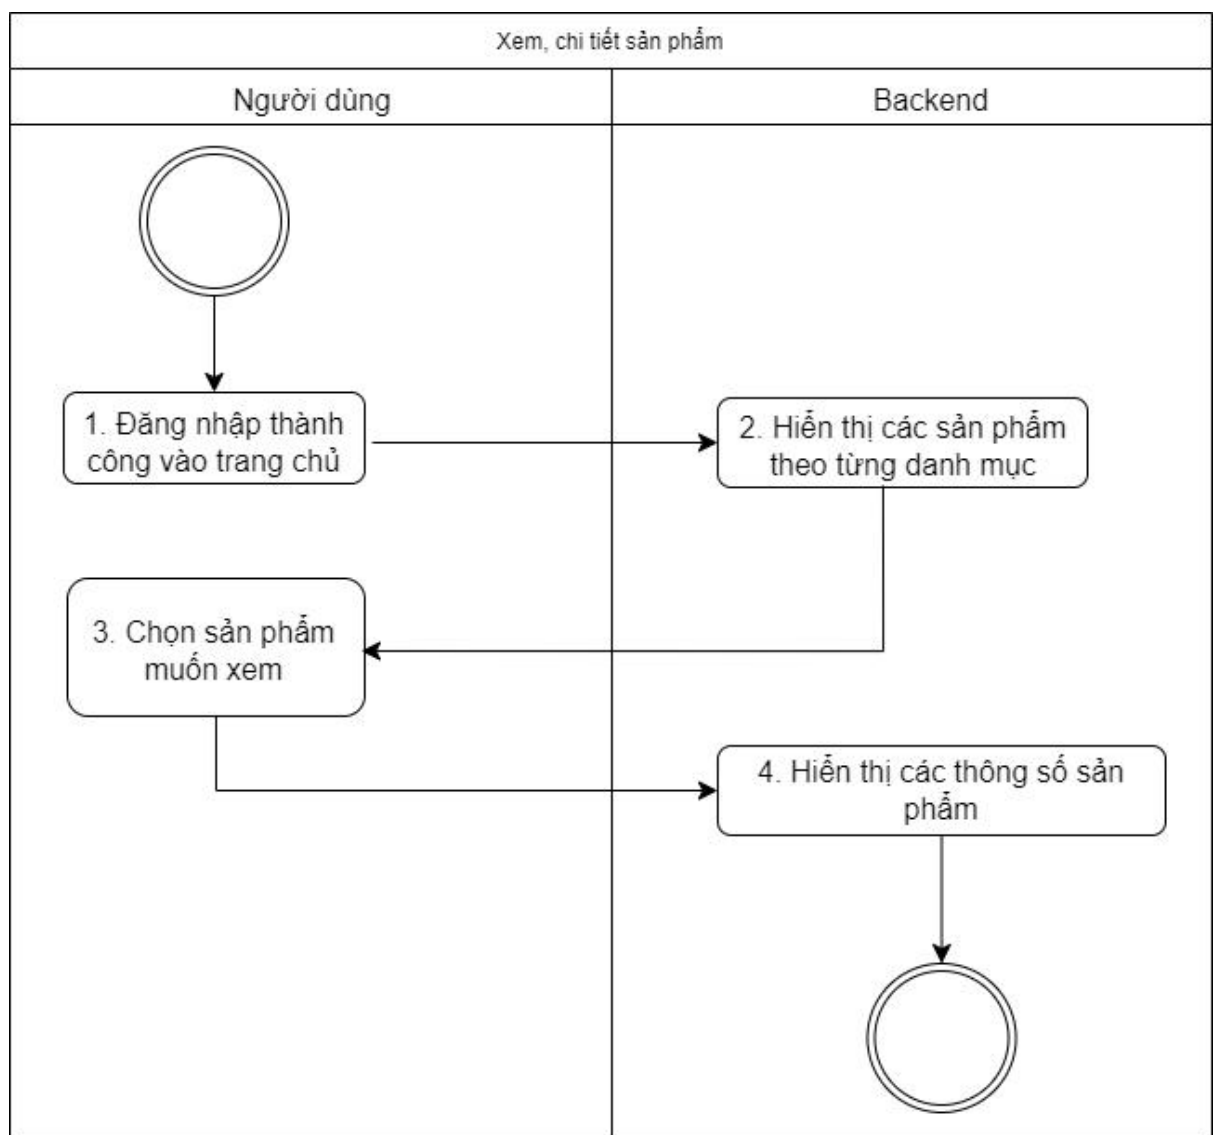 Xem, chi tiết sản phẩm
Người dùng
Backend
1. Đăng nhập thành
công vào trang chủ
2. Hiển thị các sản phẩm
theo từng danh mục
3. Chọn sản phẩm
muốn xem
4. Hiển thị các thông số sản
phẩm